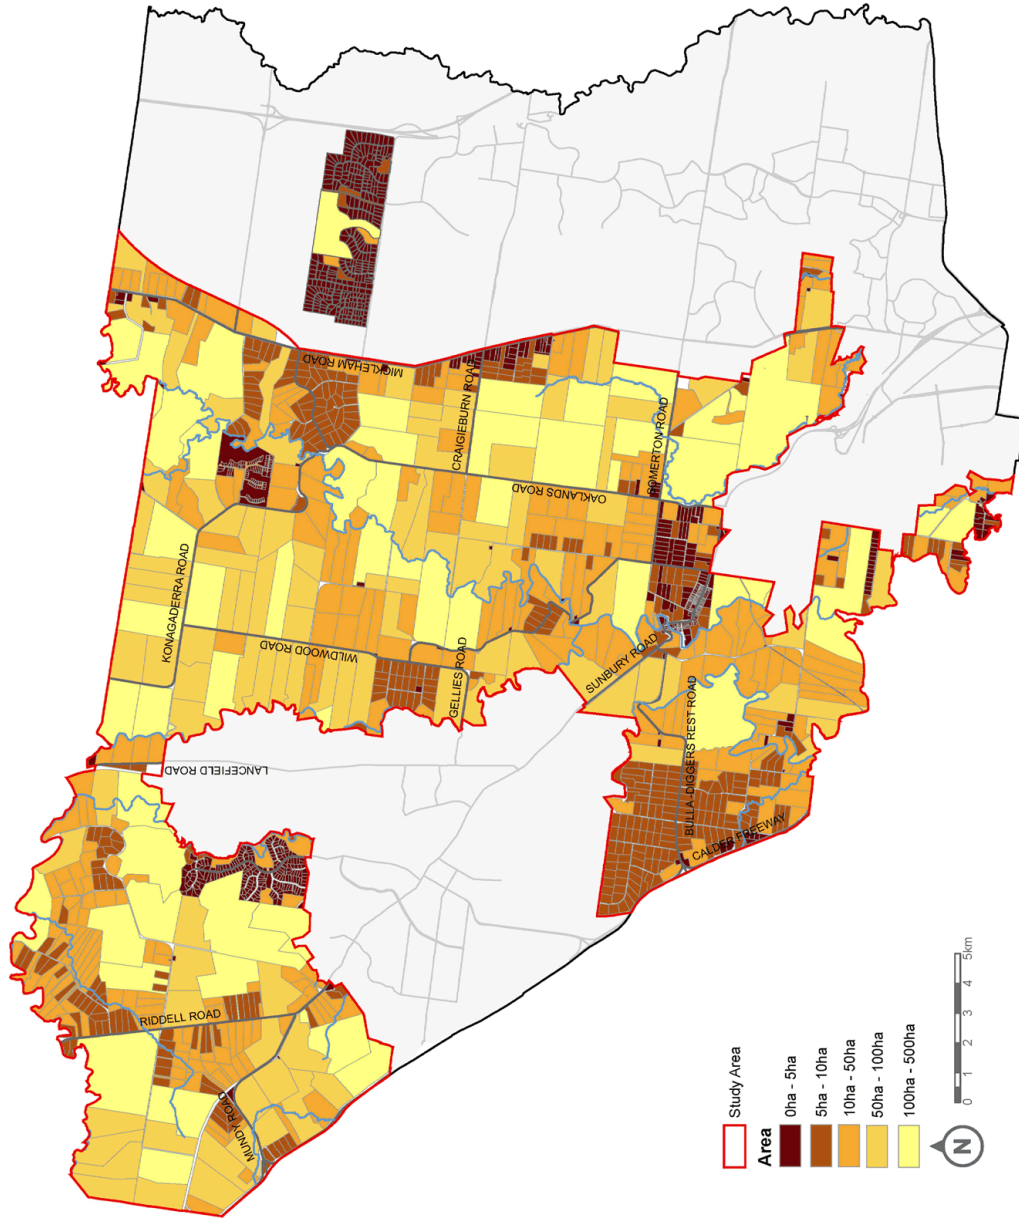 MICKLEHAM ROAD
CRAIGIEBURN ROAD
SOMERTON ROAD
OAKLANDS ROAD
KONAGADERRA ROAD
WILDWOOD ROAD
GELLIES ROAD
SUNBURY ROAD
BULLA-DIGGERS REST ROAD
LANCEFIELD ROAD
CALDER FREEWAY
RIDDELL ROAD
MUNDY ROAD
Study Area
Area
0ha - 5ha
5ha - 10ha
10ha - 50ha
50ha - 100ha
100ha - 500ha
N
0 1 2 3 4 5km